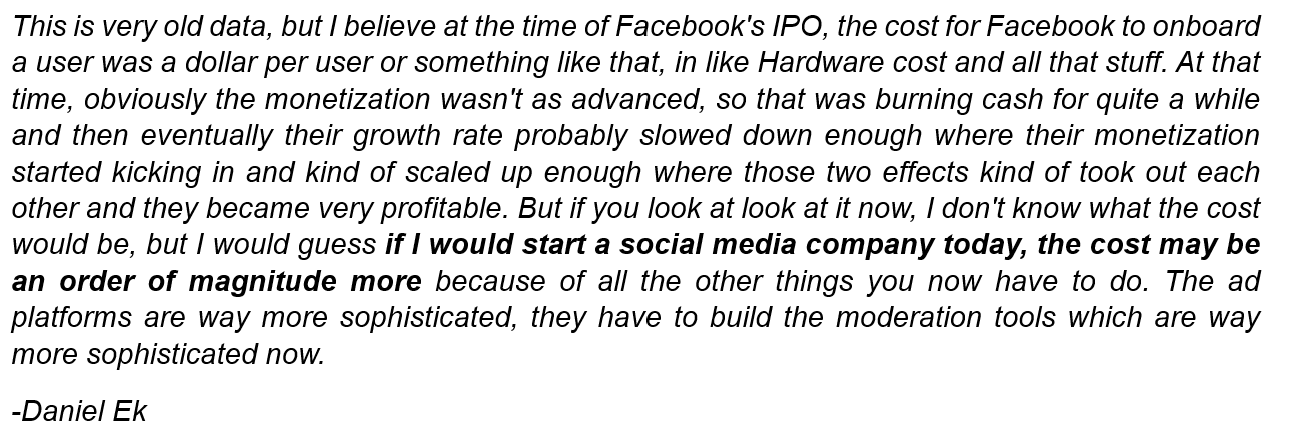 This is very old data, but I believe at the time of Facebook's IPO, the cost for Facebook to onboard
a user was a dollar per user or something like that, in like Hardware cost and all that stuff. At that
time, obviously the monetization wasn't as advanced, so that was burning cash for quite a while
and then eventually their growth rate probably slowed down enough where their monetization
started kicking in and kind of scaled up enough where those two effects kind of took out each
other and they became very profitable. But if you look at look at it now, I don't know what the cost
would be, but I would guess if I would start a social media company today, the cost may be
an order of magnitude more because of all the other things you now have to do. The ad
platforms are way more sophisticated, they have to build the moderation tools which are way
more sophisticated now.
-Daniel Ek